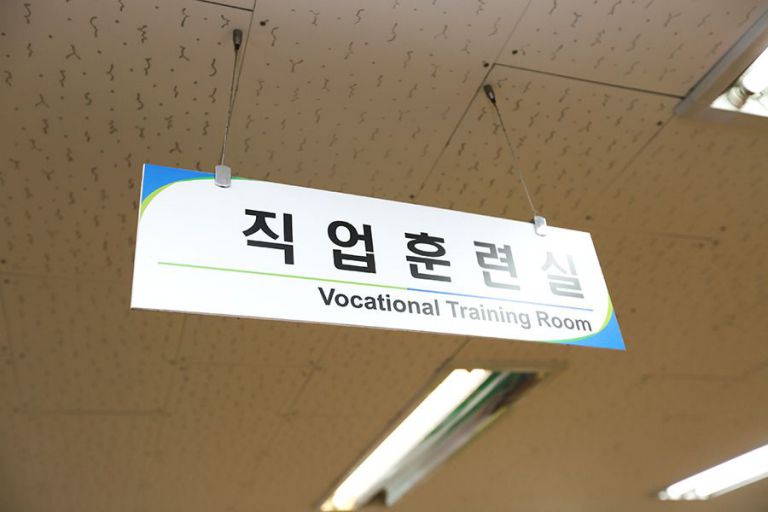 직업훈련실
Vocational Training Room